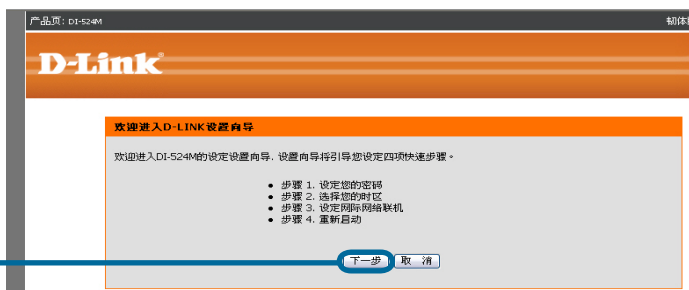 产品页: DI-524M 韧体
D-Link
欢迎进入D-LINK设置向导
欢迎进入DI-524M的设定设置向导. 设置向导将引导您设定四项快速步骤。
● 步骤 1. 设定您的密码
● 步骤 2. 选择您的时区
● 步骤 3. 设定网际网络联机
● 步骤 4. 重新启动
下一步 取 消